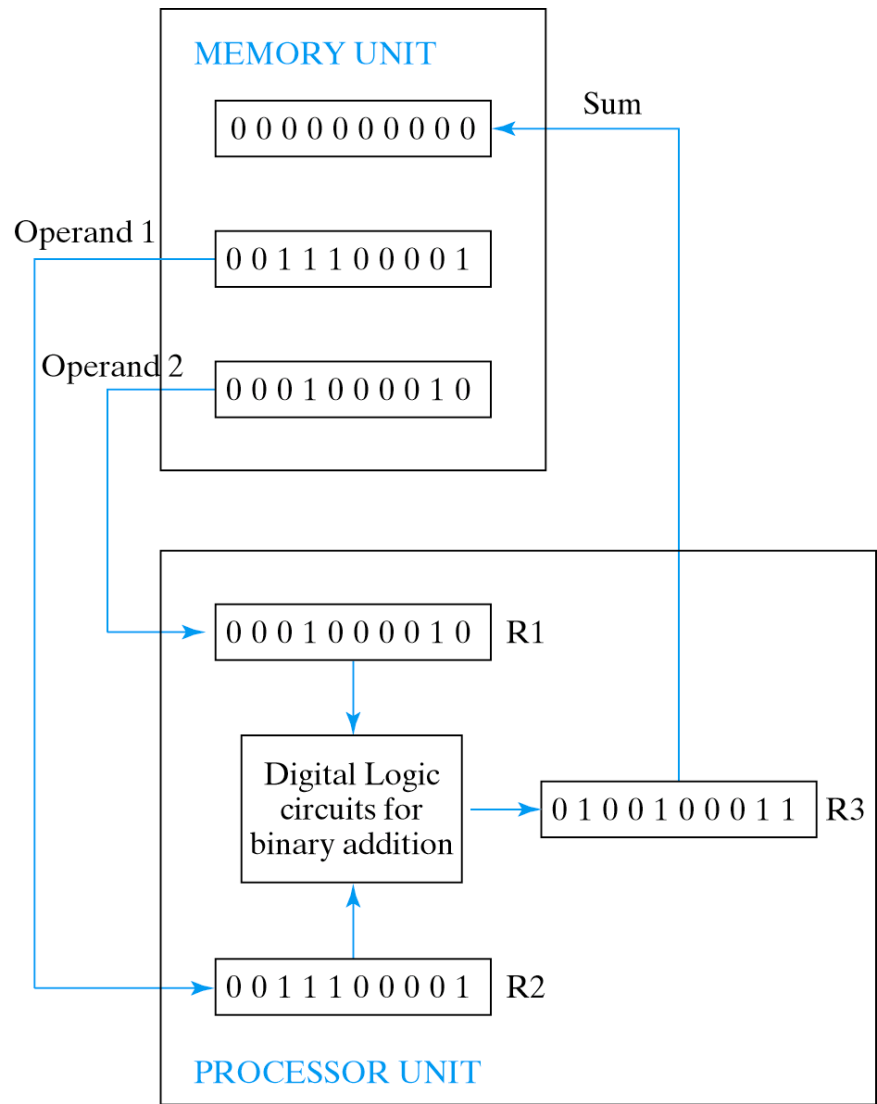 MEMORY UNIT
Sum
0 0 0 0 0 0 0 0 0 0
Operand 1
0 0 1 1 1 0 0 0 0 1
Operand 2
0 0 0 1 0 0 0 0 1 0
0 0 0 1 0 0 0 0 1 0 R1
Digital Logic
circuits for
binary addition
0 1 0 0 1 0 0 0 1 1 R3
0 0 1 1 1 0 0 0 0 1 R2
PROCESSOR UNIT